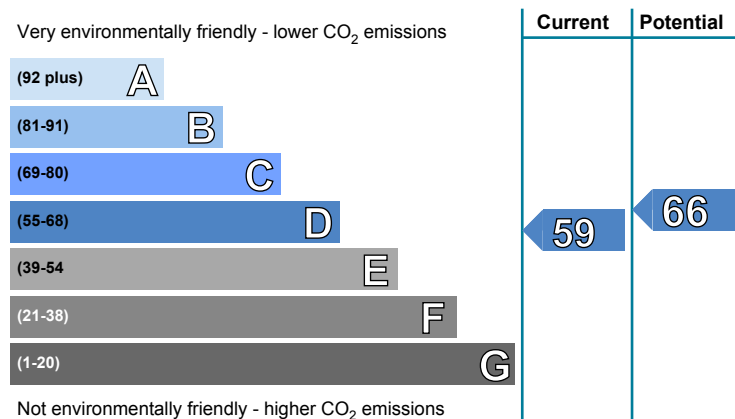 Very environmentally friendly - lower CO₂ emissions
Current
Potential
(92 plus) A
(81-91) B
(69-80) C
(55-68) D
(39-54 E
(21-38) F
(1-20) G
59
66
Not environmentally friendly - higher CO₂ emissions